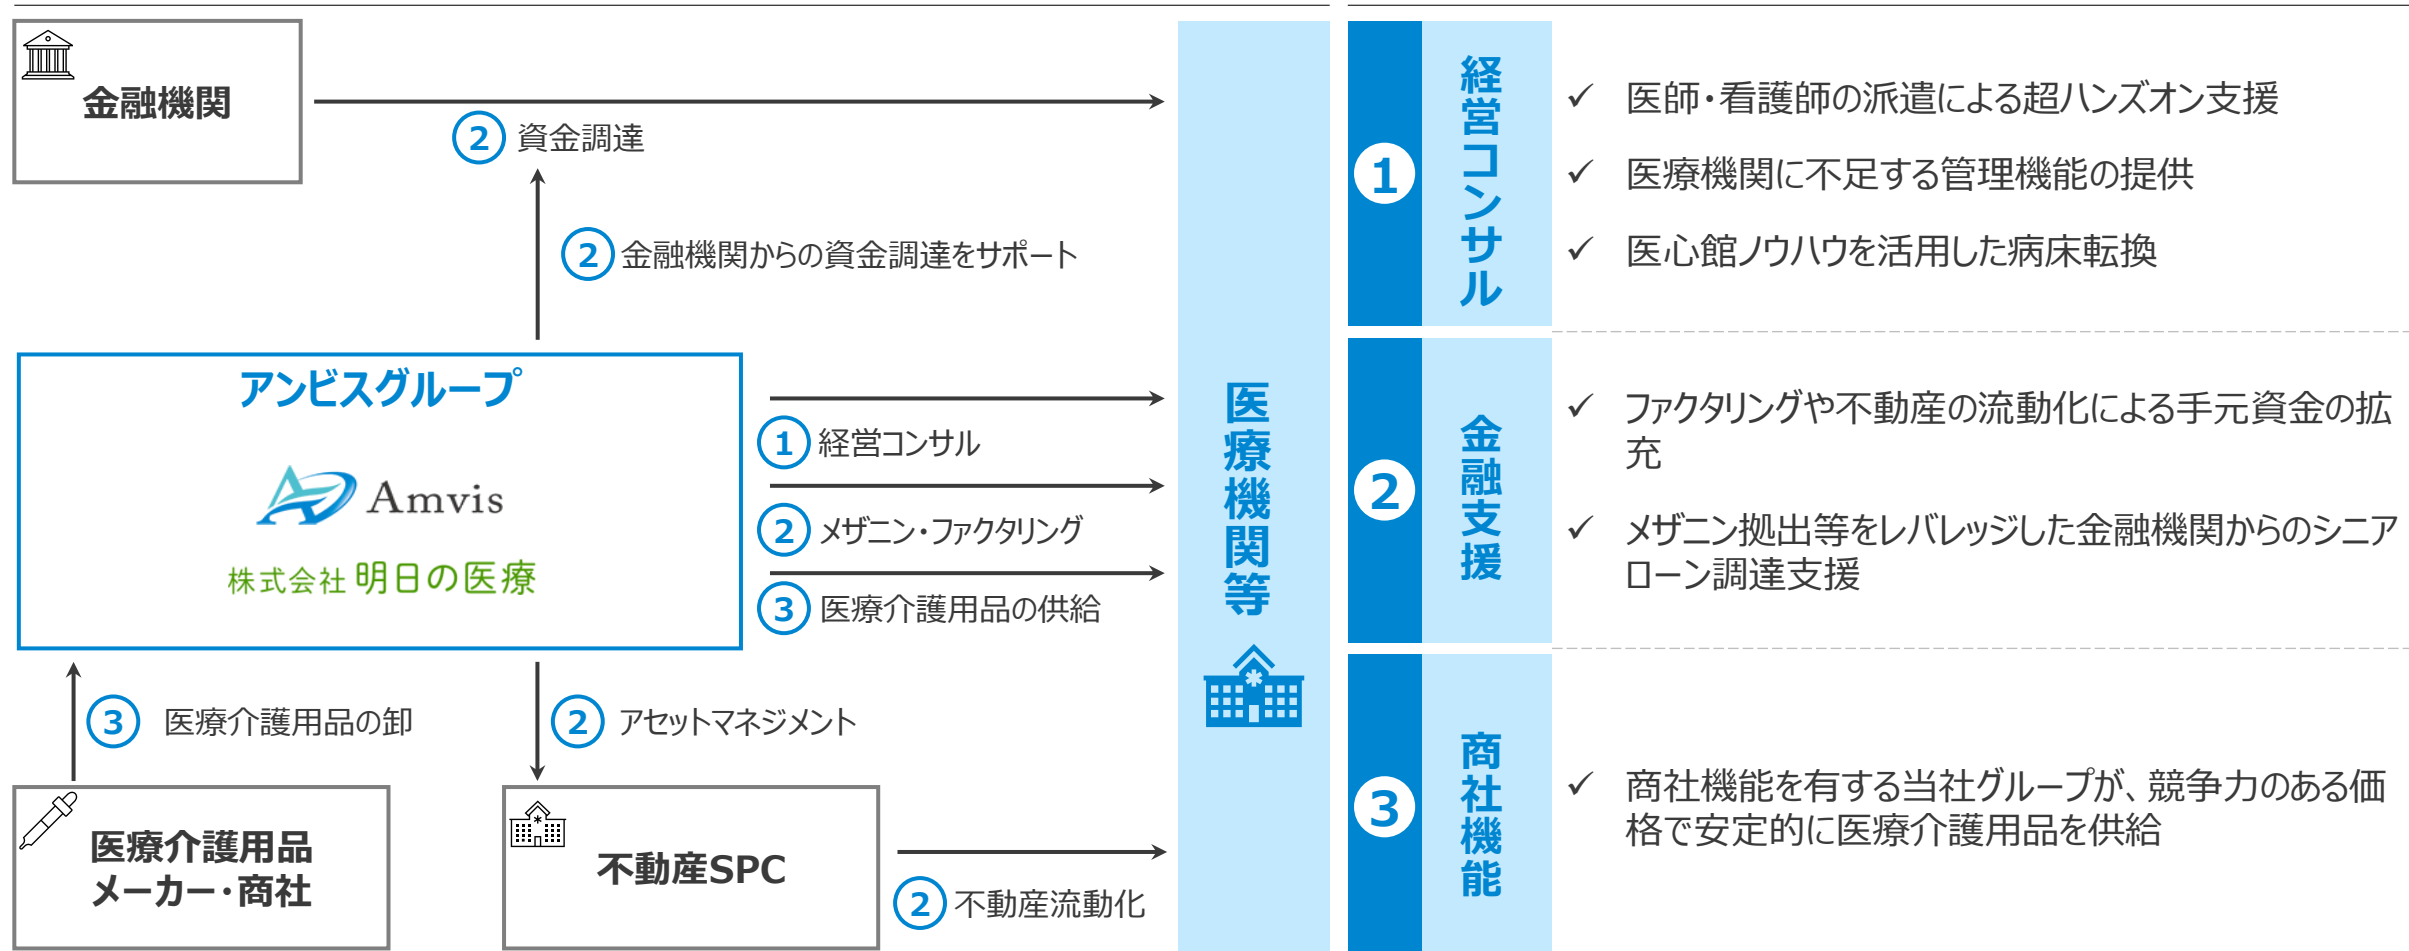 金融機関
2 資金調達
2 金融機関からの資金調達をサポート
アンビスグループ
Amvis
株式会社 明日の医療
1 経営コンサル
2 メザニン・ファクタリング
3 医療介護用品の供給
3 医療介護用品の卸
2 アセットマネジメント
医療介護用品
メーカー・商社
不動産SPC
2 不動産流動化
医療機関等
1
経営コンサル
✓ 医師・看護師の派遣による超ハンズオン支援
✓ 医療機関に不足する管理機能の提供
✓ 医心館ノウハウを活用した病床転換
2
金融支援
✓ ファクタリングや不動産の流動化による手元資金の拡
充
✓ メザニン拠出等をレバレッジした金融機関からのシニア
ローン調達支援
3
商社機能
✓ 商社機能を有する当社グループが、競争力のある価
格で安定的に医療介護用品を供給